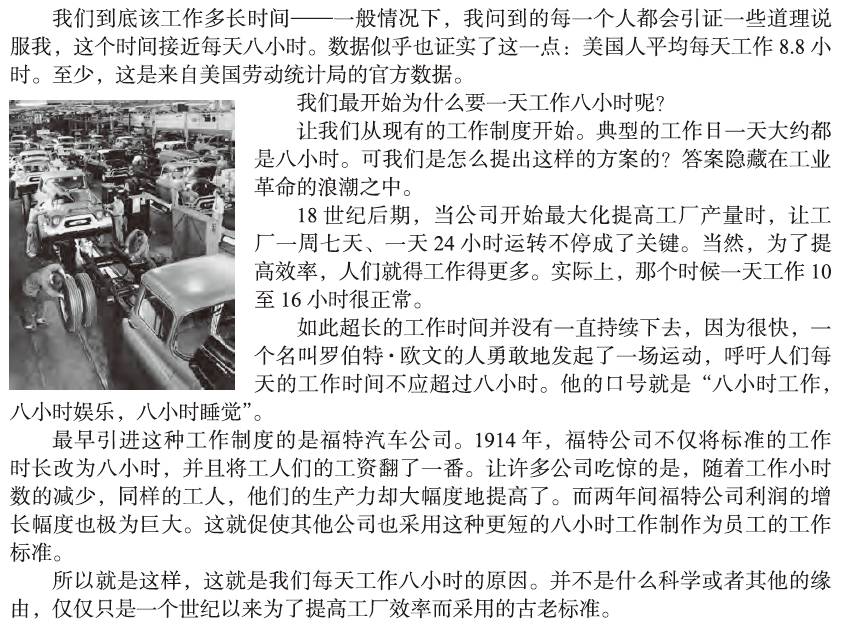 我们到底该工作多长时间——一般情况下，我问到的每一个人都会引证一些道理说
服我，这个时间接近每天八小时。数据似乎也证实了这一点：美国人平均每天工作 8.8 小
时。至少，这是来自美国劳动统计局的官方数据。
我们最开始为什么要一天工作八小时呢？
让我们从现有的工作制度开始。典型的工作日一天大约都
是八小时。可我们是怎么提出这样的方案的？答案隐藏在工业
革命的浪潮之中。
18 世纪后期，当公司开始最大化提高工厂产量时，让工
厂一周七天、一天 24 小时运转不停成了关键。当然，为了提
高效率，人们就得工作得更多。实际上，那个时候一天工作 10
至 16 小时很正常。
如此超长的工作时间并没有一直持续下去，因为很快，一
个名叫罗伯特·欧文的人勇敢地发起了一场运动，呼吁人们每
天的工作时间不应超过八小时。他的口号就是“八小时工作，
八小时娱乐，八小时睡觉”。
最早引进这种工作制度的是福特汽车公司。1914 年，福特公司不仅将标准的工作
时长改为八小时，并且将工人们的工资翻了一番。让许多公司吃惊的是，随着工作小时
数的减少，同样的工人，他们的生产力却大幅度地提高了。而两年间福特公司利润的增
长幅度也极为巨大。这就促使其他公司也采用这种更短的八小时工作制作为员工的工作
标准。
所以就是这样，这就是我们每天工作八小时的原因。并不是什么科学或者其他的缘
由，仅仅只是一个世纪以来为了提高工厂效率而采用的古老标准。